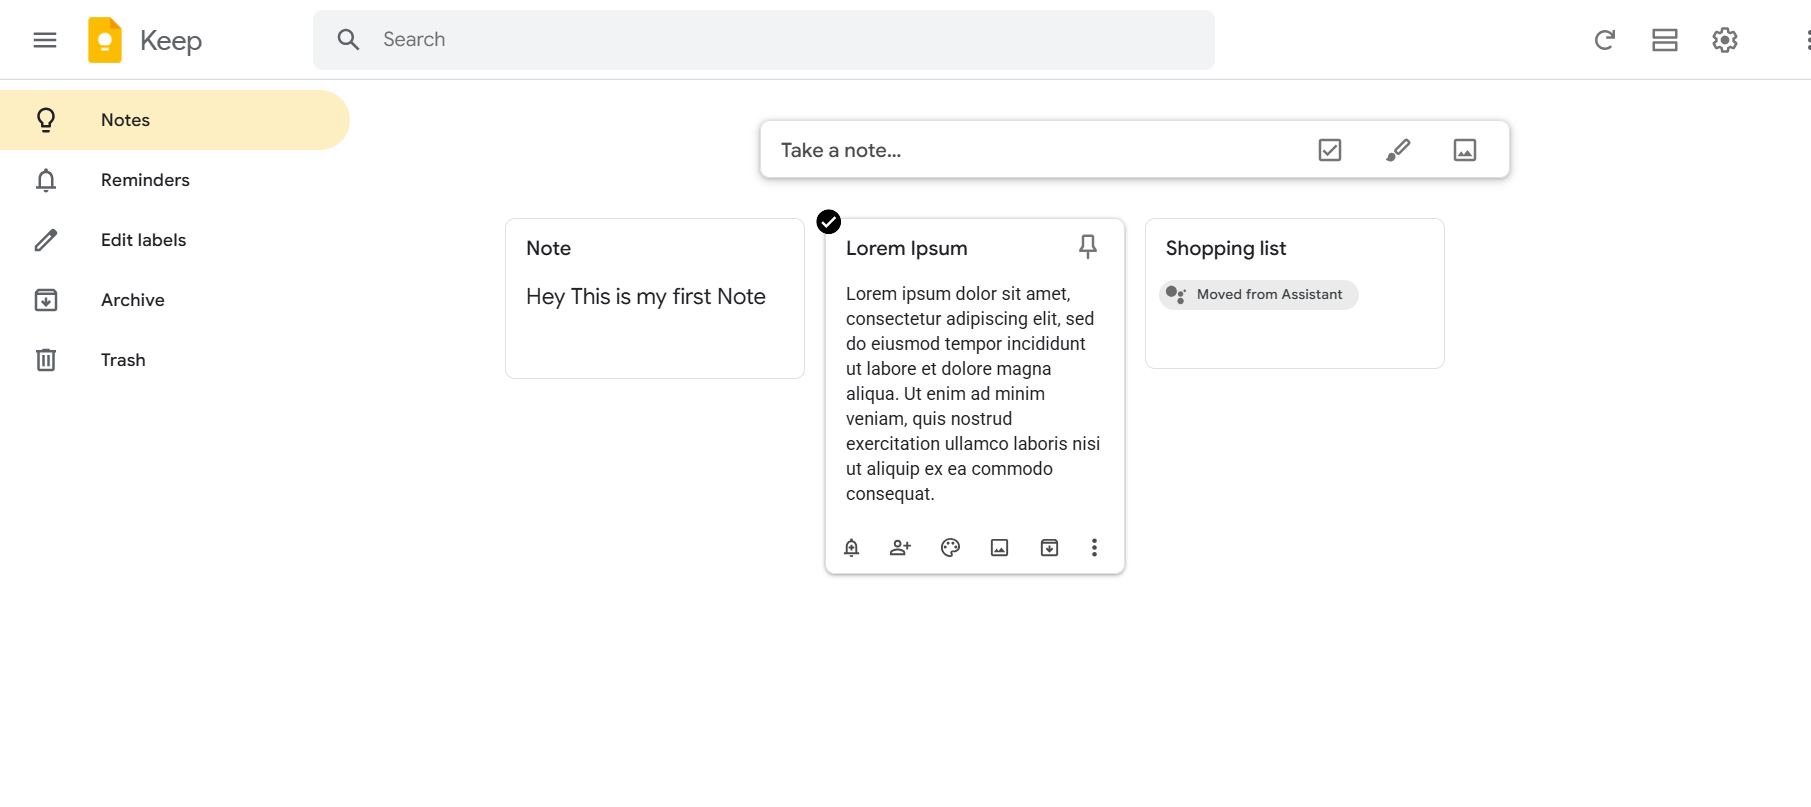 Keep
Search
Notes
Reminders
Edit labels
Archive
Trash
Take a note...
Note
Hey This is my first Note
Lorem Ipsum
Lorem ipsum dolor sit amet,
consectetur adipiscing elit, sed
do eiusmod tempor incididunt
ut labore et dolore magna
aliqua. Ut enim ad minim
veniam, quis nostrud
exercitation ullamco laboris nisi
ut aliquip ex ea commodo
consequat.
Shopping list
Moved from Assistant